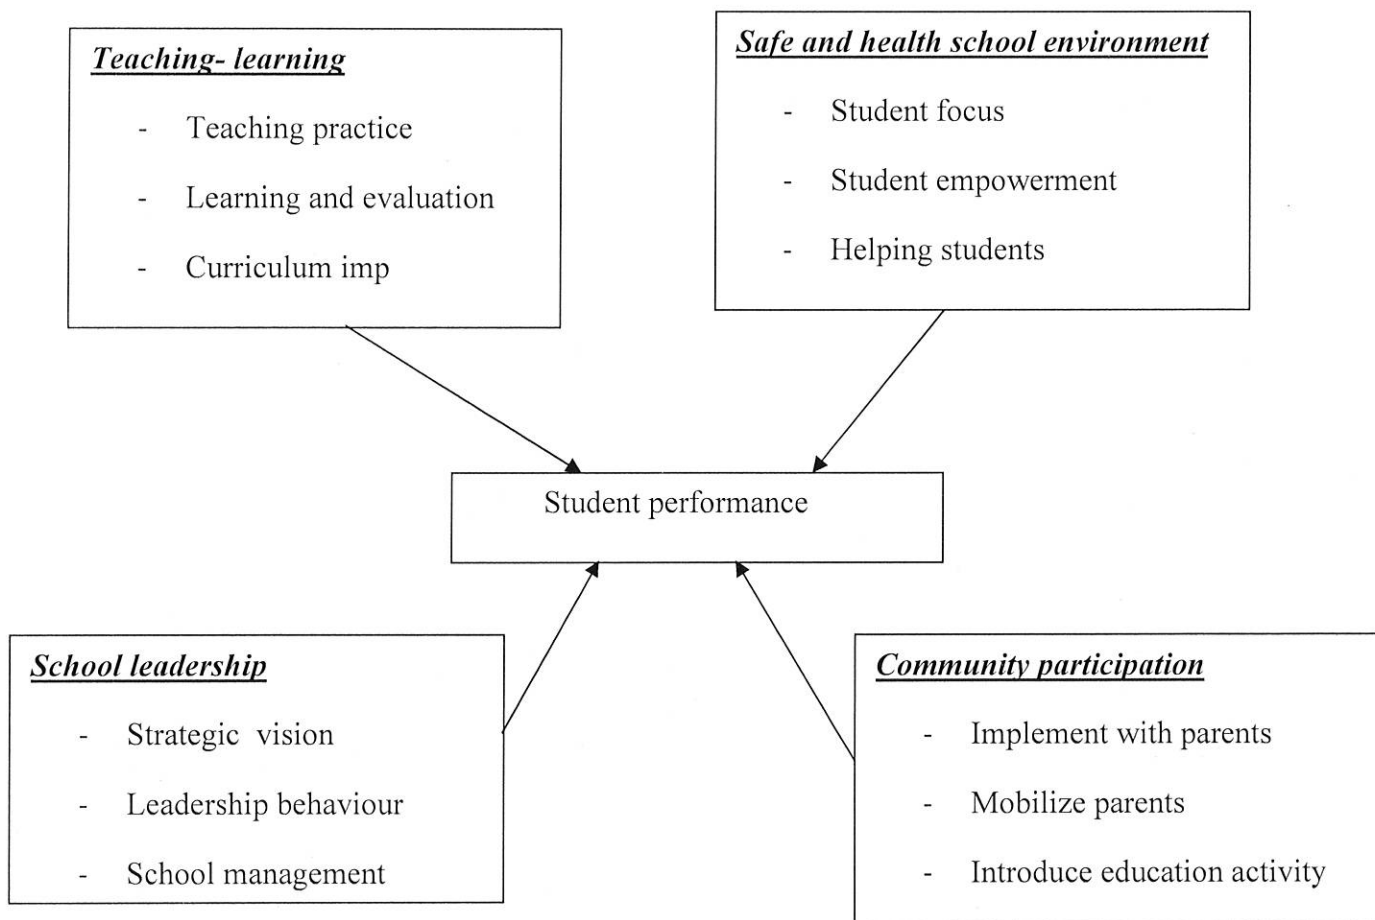 Teaching- learning
- Teaching practice
- Learning and evaluation
- Curriculum imp
Safe and health school environment
- Student focus
- Student empowerment
- Helping students
Student performance
School leadership
- Strategic vision
- Leadership behaviour
- School management
Community participation
- Implement with parents
- Mobilize parents
- Introduce education activity